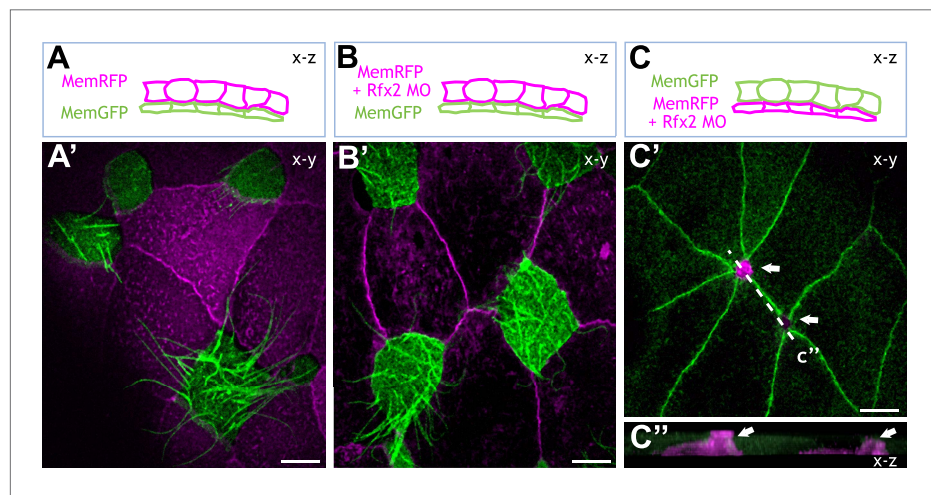 A
x-z
MemRFP
MemGFP
B
x-z
MemRFP
+ Rfx2 MO
MemGFP
C
x-z
MemGFP
MemRFP
+ Rfx2 MO
A’
x-y
B’
x-y
C’
x-y
c’’
C’’
x-z